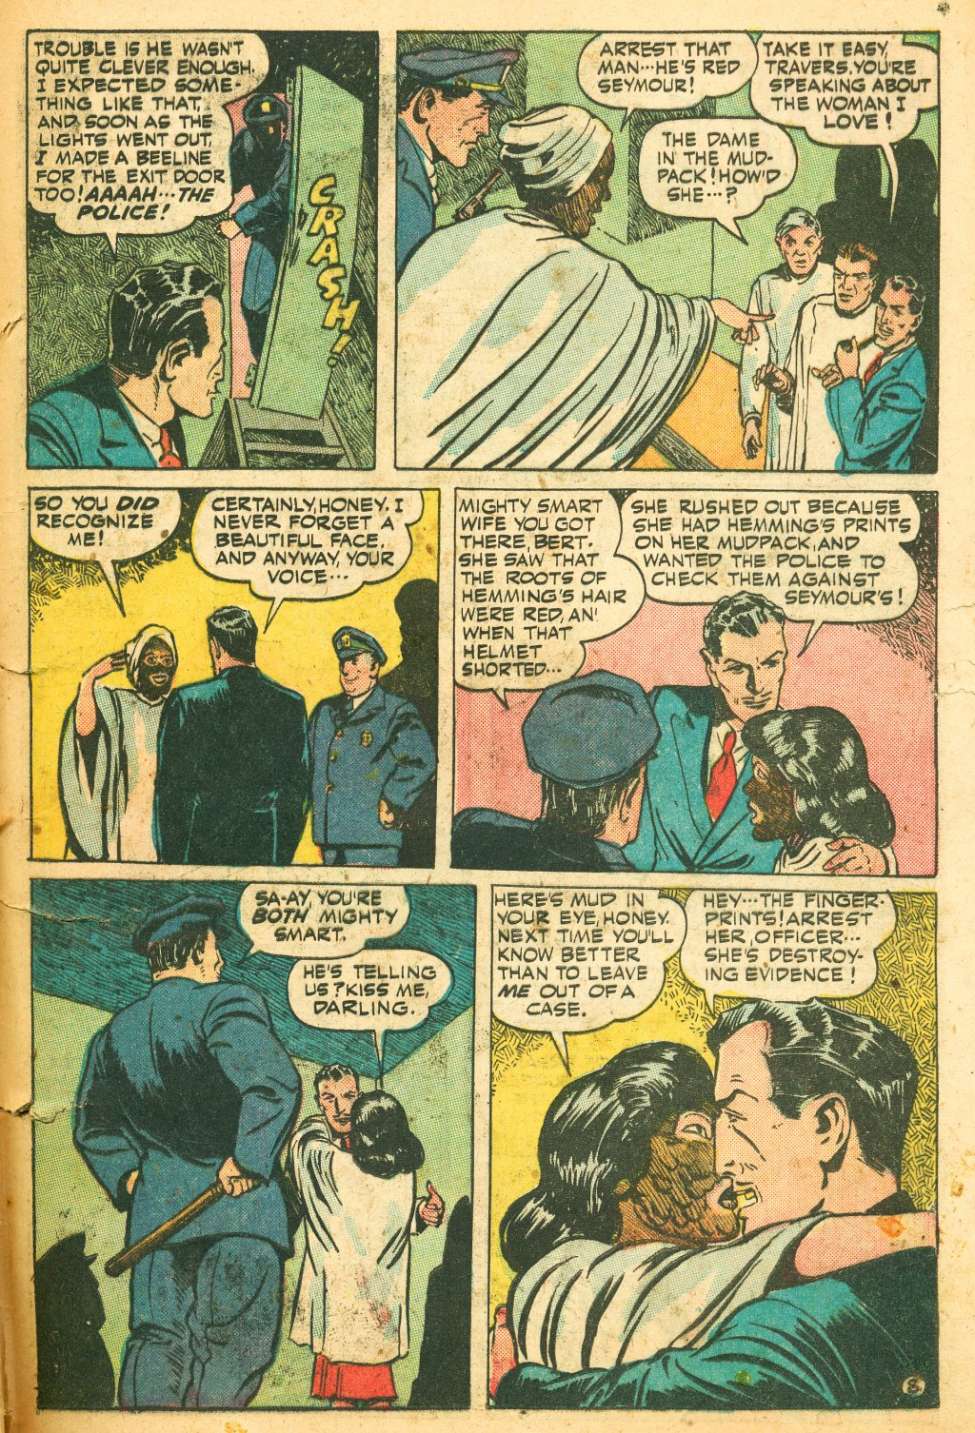 TROUBLE IS HE WASN'T
QUITE CLEVER ENOUGH.
I EXPECTED SOME-
THING LIKE THAT,
AND SOON AS THE
LIGHTS WENT OUT,
I MADE A BEELINE
FOR THE EXIT DOOR
TOO! AAAAH...THE
POLICE!
CRASH!
ARREST THAT
MAN...HE'S RED
SEYMOUR!
THE DAME
IN THE MUD-
PACK! HOW'D
SHE...?
TAKE IT EASY,
TRAVERS. YOU'RE
SPEAKING ABOUT
THE WOMAN I
LOVE!
SO YOU DID
RECOGNIZE
ME!
CERTAINLY, HONEY. I
NEVER FORGET A
BEAUTIFUL FACE.
AND ANYWAY, YOUR
VOICE...
MIGHTY SMART
WIFE YOU GOT
THERE, BERT.
SHE SAW THAT
THE ROOTS OF
HEMMING'S HAIR
WERE RED, AN'
WHEN THAT
HELMET
SHORTED...
SHE RUSHED OUT BECAUSE
SHE HAD HEMMING'S PRINTS
ON HER MUDPACK, AND
WANTED THE POLICE TO
CHECK THEM AGAINST
SEYMOUR'S!
SA-AY, YOU'RE
BOTH MIGHTY
SMART.
HE'S TELLING
US? KISS ME,
DARLING.
HERE'S MUD IN
YOUR EYE, HONEY.
NEXT TIME YOU'LL
KNOW BETTER
THAN TO LEAVE
ME OUT OF A
CASE.
HEY...THE FINGER-
PRINTS! ARREST
HER, OFFICER...
SHE'S DESTROY-
ING EVIDENCE!
8